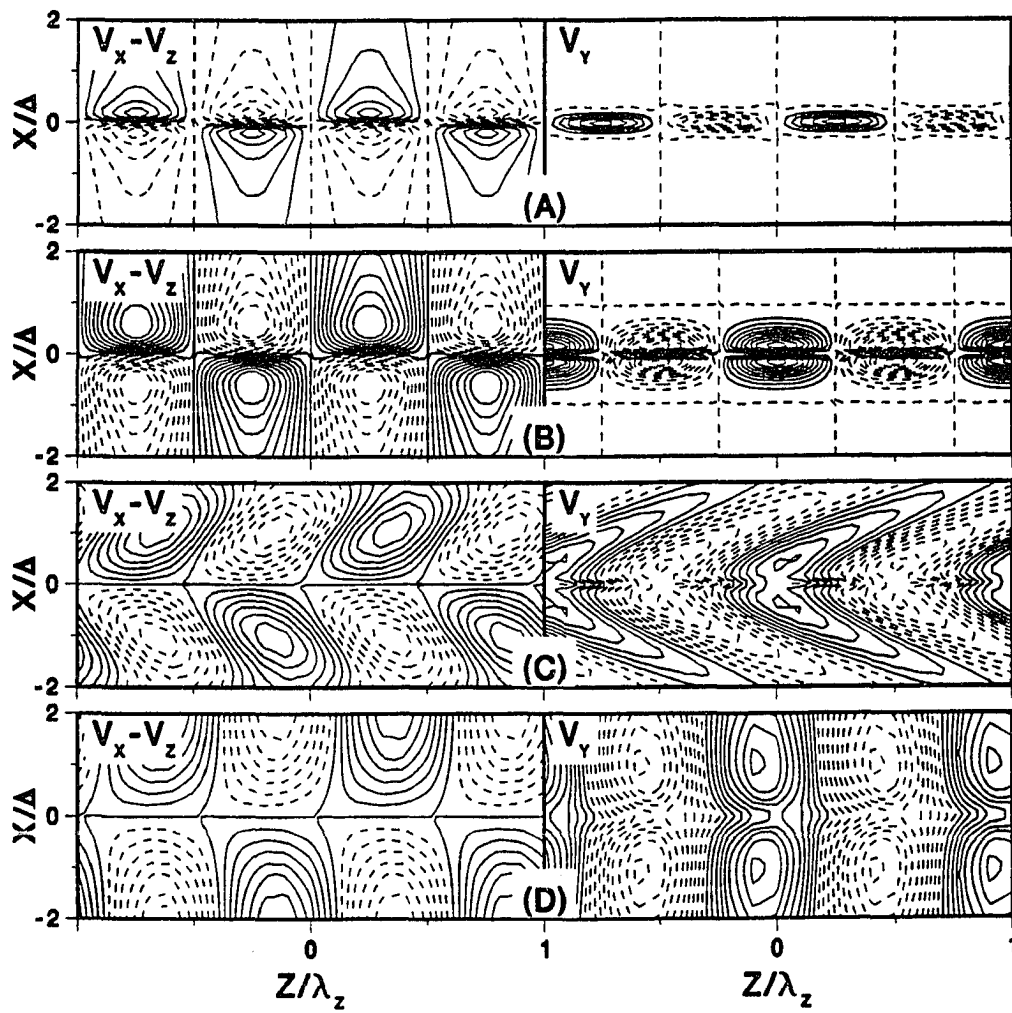 2
V_x-V_z
V_Y
X/Δ
0
-2
(A)
2
V_x-V_z
V_Y
X/Δ
0
-2
(B)
2
V_x-V_z
V_Y
X/Δ
0
-2
(C)
2
V_x-V_z
V_Y
X/Δ
0
-2
(D)
0 1 0 1
Z/λ_z Z/λ_z